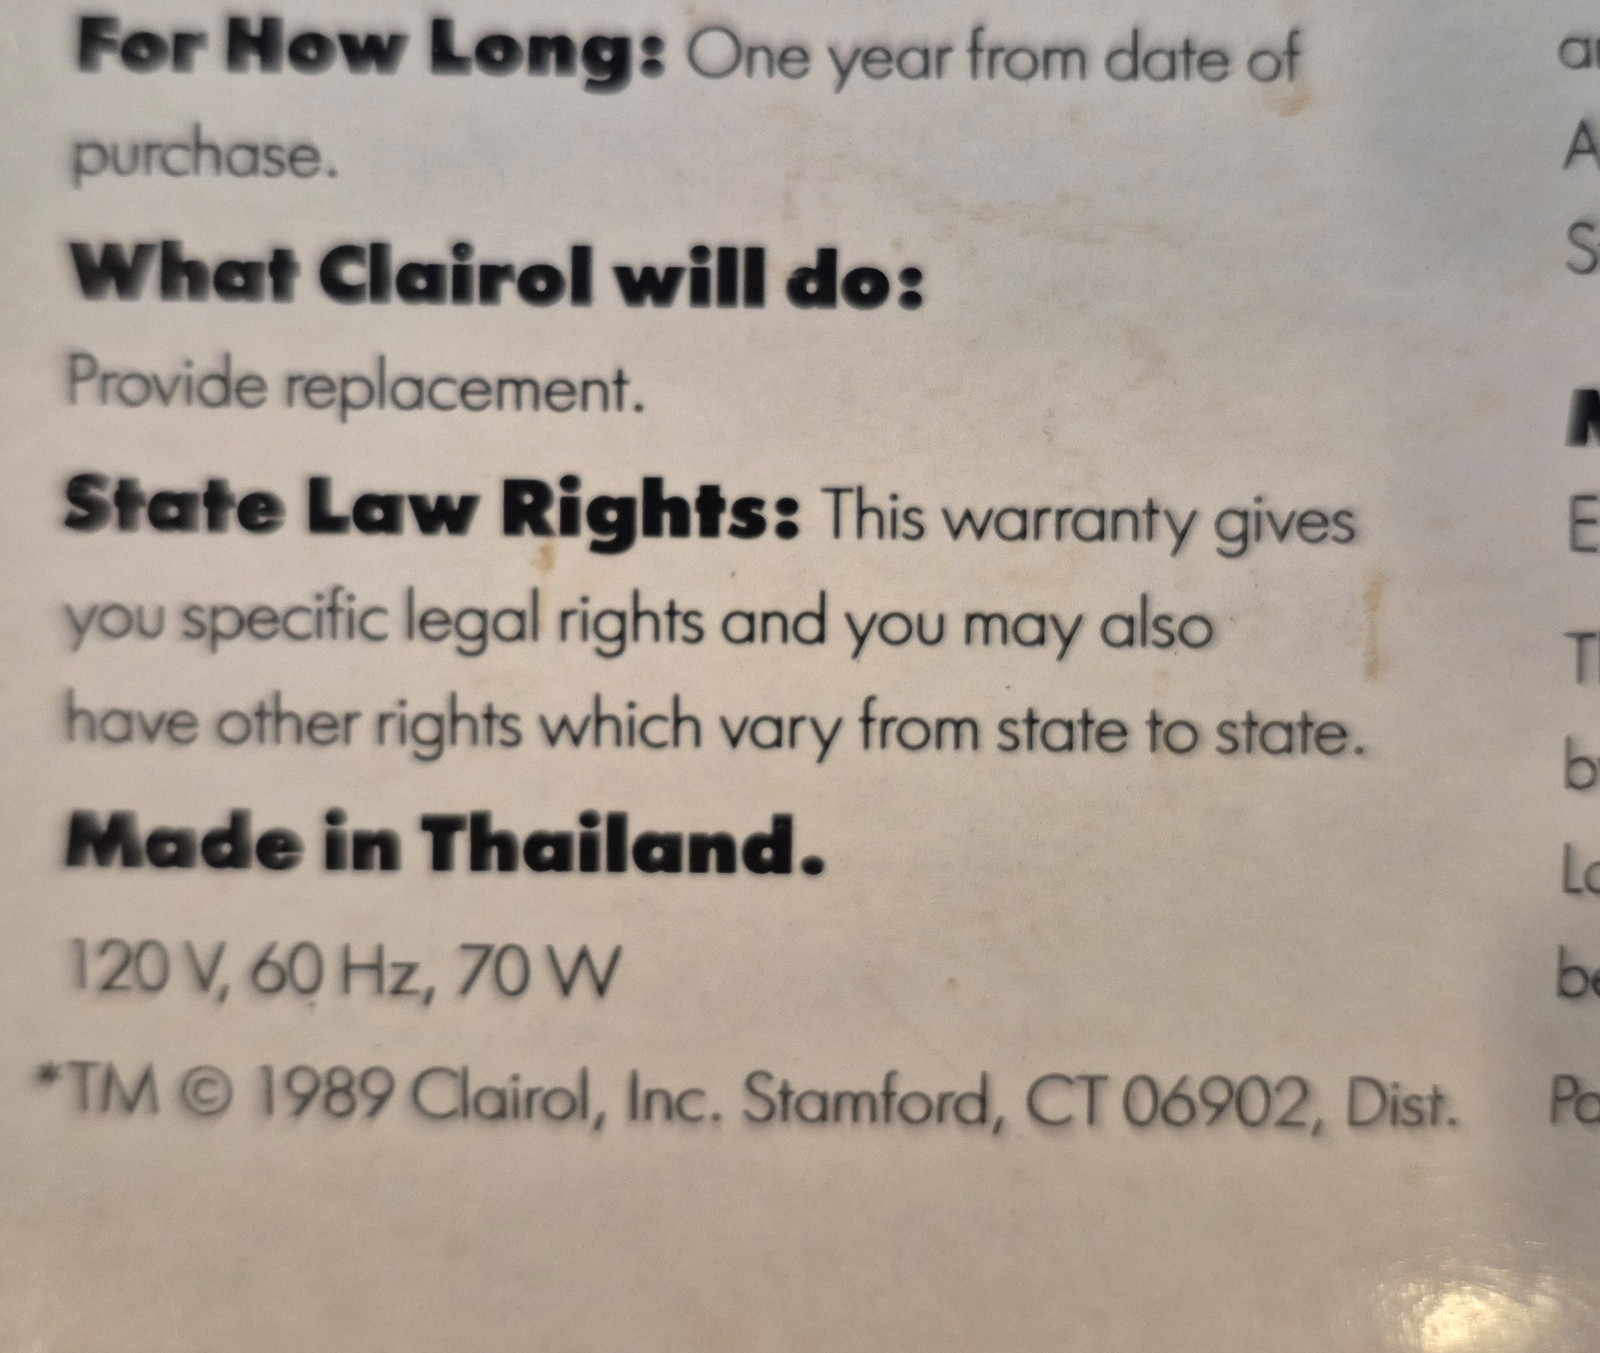 For How Long: One year from date of
purchase.
What Clairol will do:
Provide replacement.
State Law Rights: This warranty gives
you specific legal rights and you may also
have other rights which vary from state to state.
Made in Thailand.
120 V, 60 Hz, 70 W
*TM © 1989 Clairol, Inc. Stamford, CT 06902, Dist.